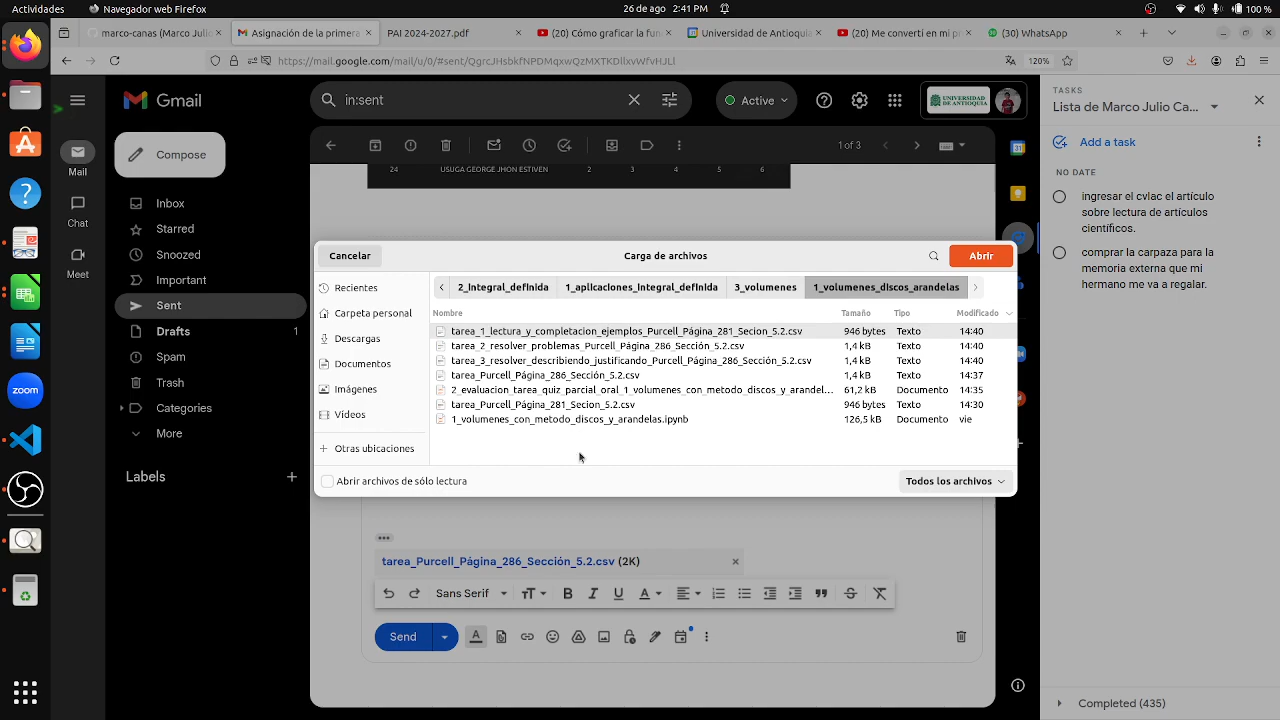 Actividades
Navegador web Firefox
26 de ago 2:41 PM
100 %
marco-canas (Marco Julio
Asignación de la primera
PAI 2024-2027.pdf
(20) Cómo graficar la fun
Universidad de Antioquia
(20) Me convertí en mi pr
(30) WhatsApp
https://mail.google.com/mail/u/0/#sent/QgrcJHsbkfNPDMqxwQzMXTKDllxvWfvHJLl
120%
Gmail
in:sent
Active
UNIVERSIDAD
DE ANTIOQUIA
TASKS
Lista de Marco Julio Ca...
Compose
1 of 3
Add a task
24 USUGA GEORGE JHON ESTIVEN 2 3 4 5 6
Mail
Chat
Meet
Inbox
Starred
Snoozed
Important
Sent
Drafts 1
Spam
Trash
Categories
More
Labels
NO DATE
ingresar el cvlac el artículo
sobre lectura de artículos
científicos.
comprar para la
memoria externa que
mi regalar.
Cancelar
Carga de archivos
Abrir
Recientes
Carpeta personal
Descargas
Documentos
Imágenes
Vídeos
Otras ubicaciones
2_integral_definida
1_aplicaciones_integral_definida
3_volumenes
1_volumenes_discos_arandelas
Nombre Tamaño Tipo Modificado
tarea_1_lectura_y_completacion_ejemplos_Purcell_Página_281_Secion_5.2.csv 946 bytes Texto 14:40
tarea_2_resolver_problemas_Purcell_Página_286_Sección_5.2.csv 1,4 kB Texto 14:40
tarea_3_resolver_describiendo_justificando_Purcell_Página_286_Sección_5.2.csv 1,4 kB Texto 14:40
tarea_Purcell_Página_286_Sección_5.2.csv 1,4 kB Texto 14:37
2_evaluacion_tarea_quiz_parcial_oral_1_volumenes_con_metodo_discos_y_arandel... 61,2 kB Documento 14:35
tarea_Purcell_Página_281_Secion_5.2.csv 946 bytes Texto 14:30
1_volumenes_con_metodo_discos_y_arandelas.ipynb 126,5 kB Documento vie
Abrir archivos de sólo lectura
Todos los archivos
tarea_Purcell_Página_286_Sección_5.2.csv (2K)
Sans Serif
Send
zoom
Completed (435)